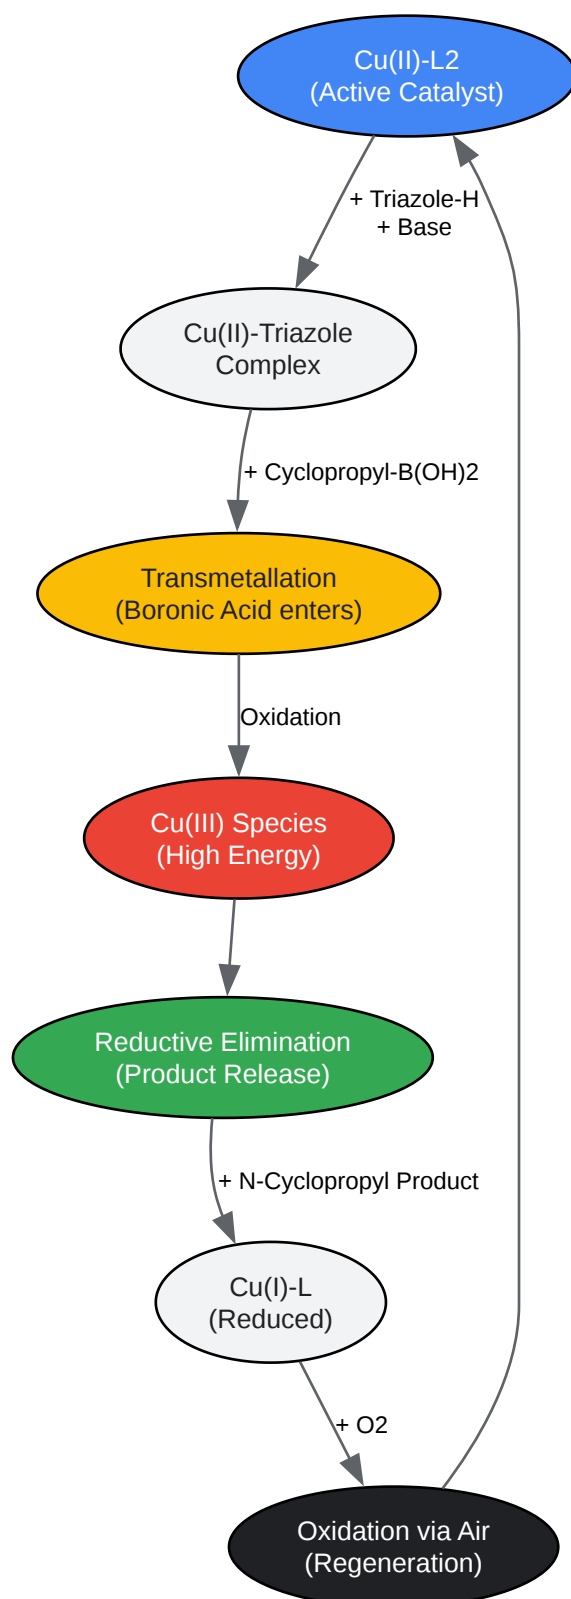 Cu(II)-L2
(Active Catalyst)
+ Triazole-H
+ Base
Cu(II)-Triazole
Complex
+ Cyclopropyl-B(OH)2
Transmetallation
(Boronic Acid enters)
Oxidation
Cu(III) Species
(High Energy)
Reductive Elimination
(Product Release)
+ N-Cyclopropyl Product
Cu(I)-L
(Reduced)
+ O2
Oxidation via Air
(Regeneration)